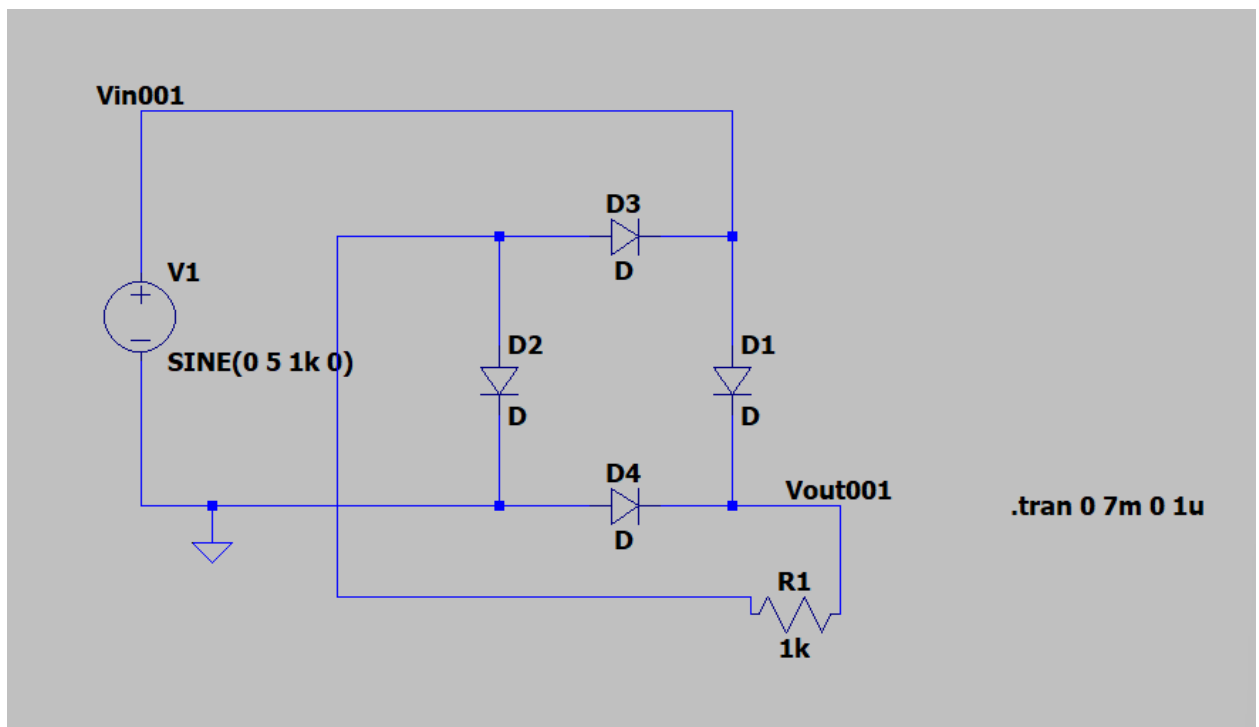 Vin001
D3
D
V1
SINE(0 5 1k 0)
D2
D
D1
D
D4
D
Vout001
.tran 0 7m 0 1u
R1
1k